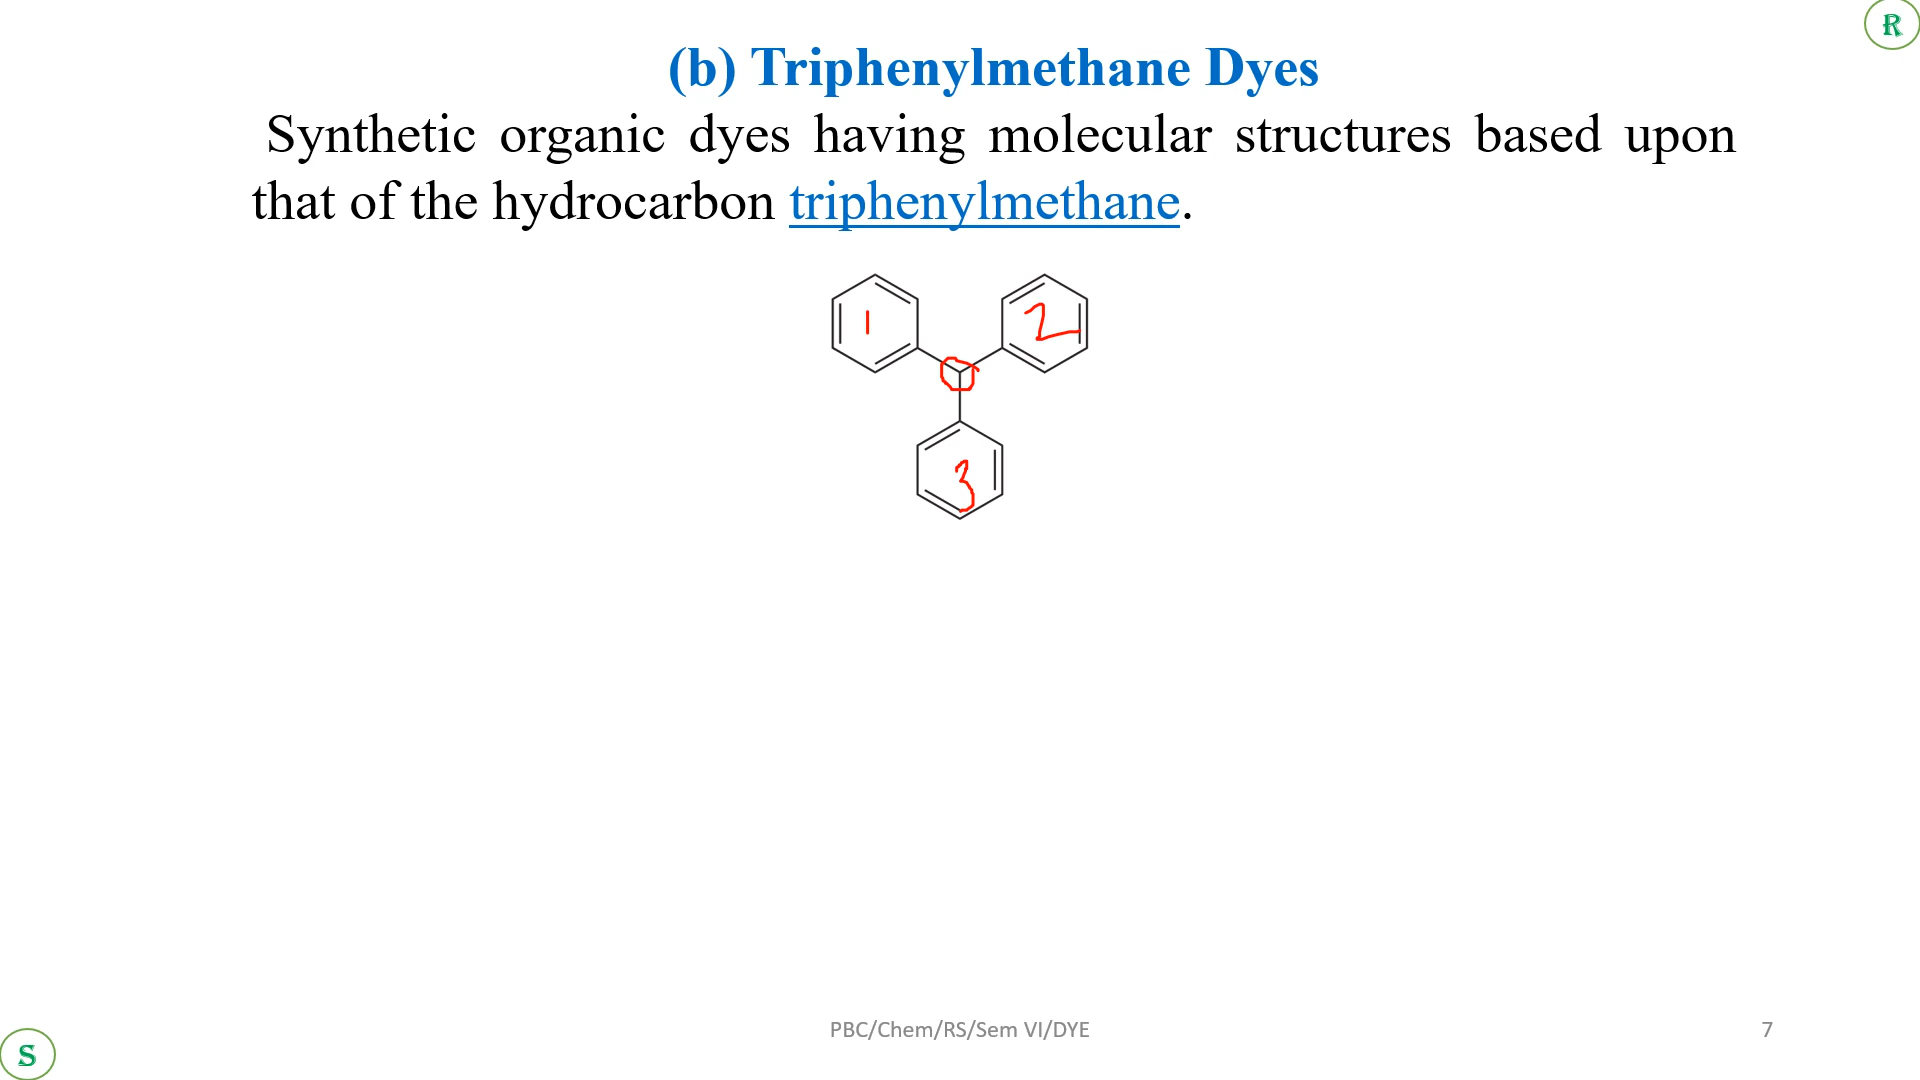 R
(b) Triphenylmethane Dyes
Synthetic organic dyes having molecular structures based upon
that of the hydrocarbon triphenylmethane.
1 2
3
PBC/Chem/RS/Sem VI/DYE 7
S